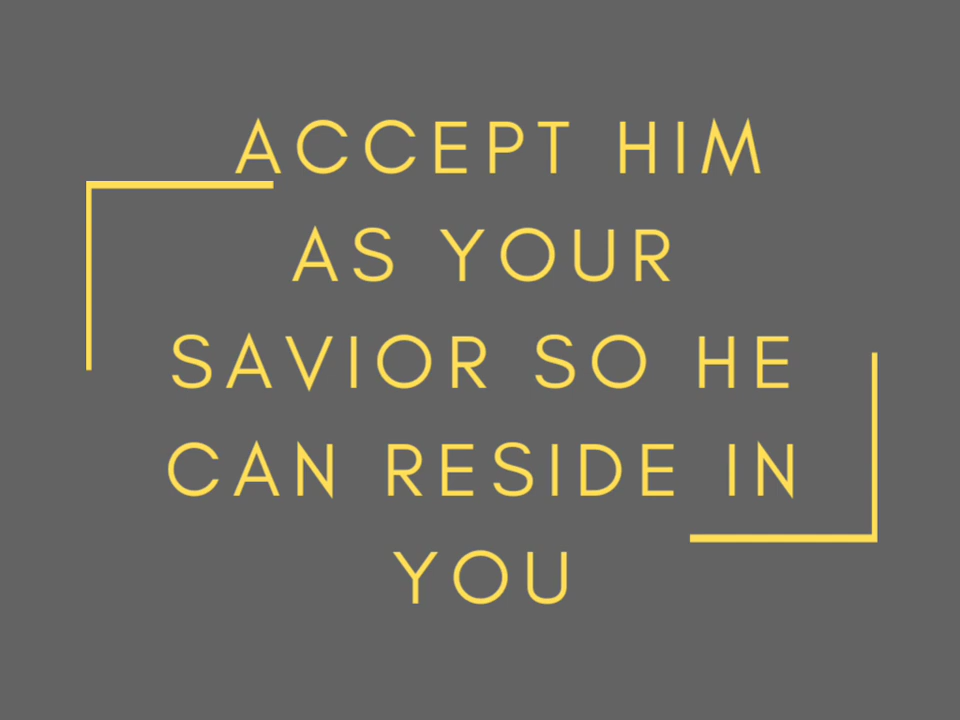 ACCEPT HIM
AS YOUR
SAVIOR SO HE
CAN RESIDE IN
YOU